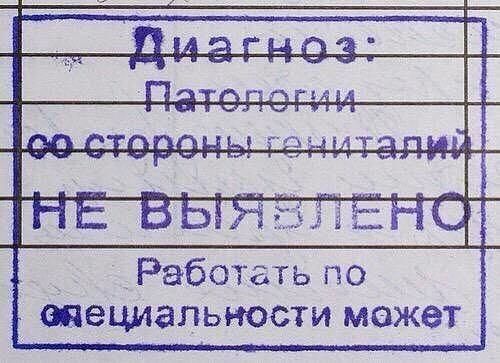 Диагноз:
Патологии
со стороны гениталий
НЕ ВЫЯВЛЕНО
Работать по
специальности может